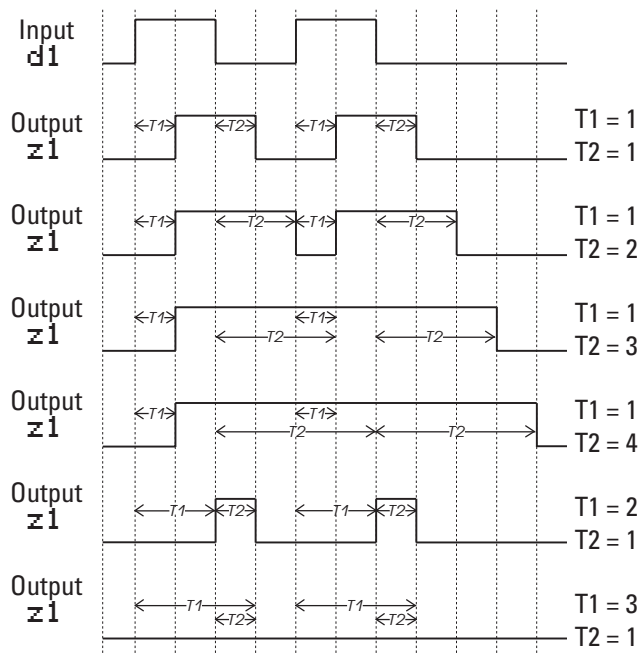 Input
d1
Output
z1
T1 T2 T1 T2
T1 = 1
T2 = 1
Output
z1
T1 T2 T1 T2
T1 = 1
T2 = 2
Output
z1
T1 T1
T2 T2
T1 = 1
T2 = 3
Output
z1
T1 T1
T2 T2
T1 = 1
T2 = 4
Output
z1
T1 T2 T1 T2
T1 = 2
T2 = 1
Output
z1
T1 T1
T2 T2
T1 = 3
T2 = 1